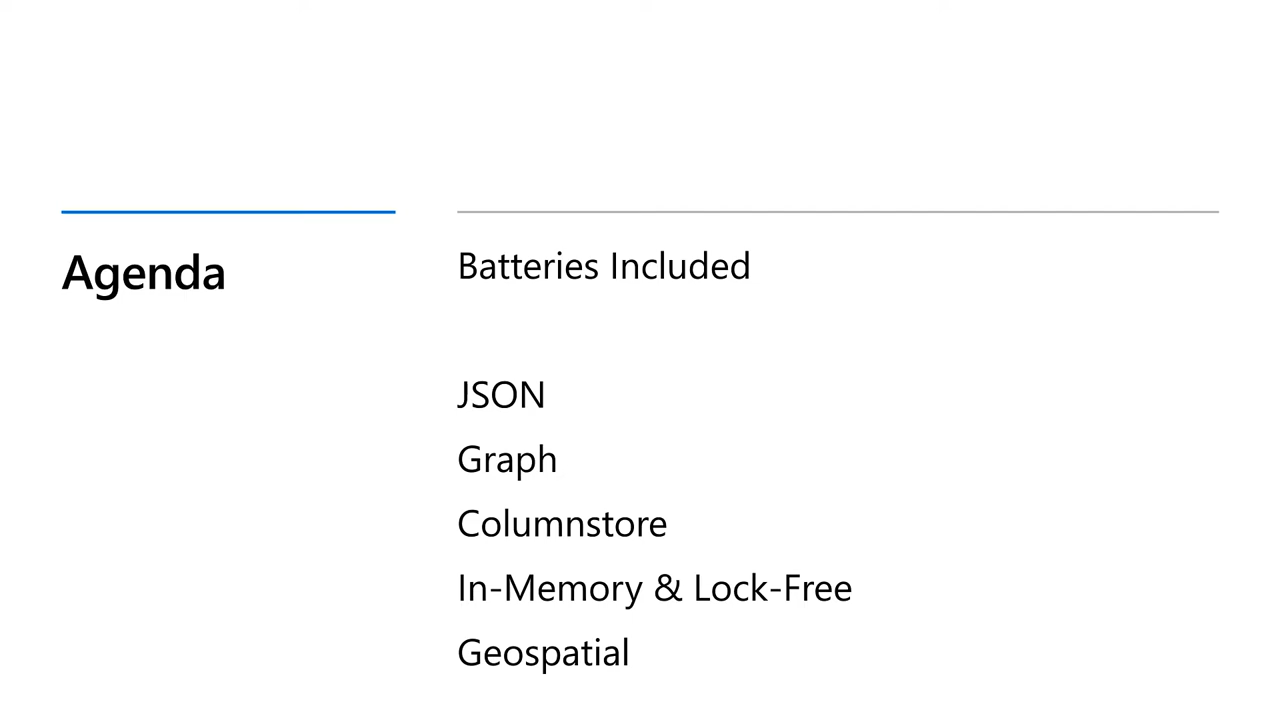 Agenda
Batteries Included
JSON
Graph
Columnstore
In-Memory & Lock-Free
Geospatial